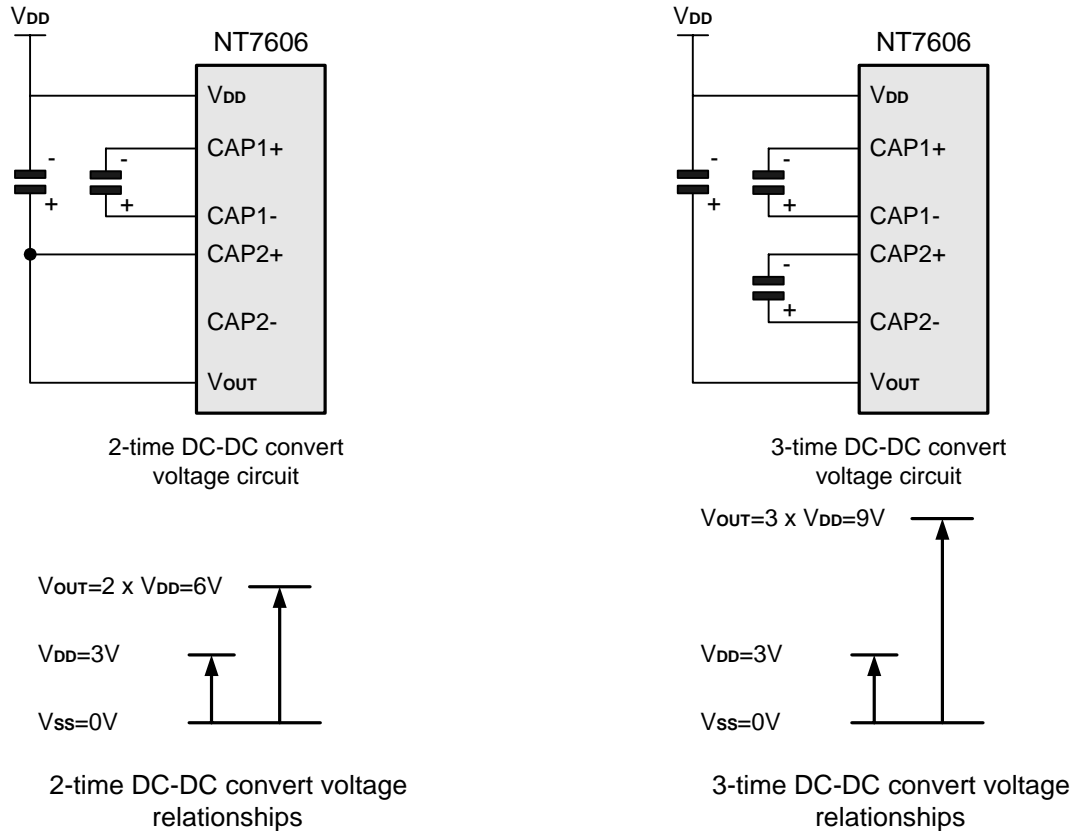 VDD
NT7606
VDD
-
-
CAP1+
+
+
CAP1-
CAP2+
CAP2-
VOUT
2-time DC-DC convert
voltage circuit
VOUT=2 x VDD=6V
VDD=3V
VSS=0V
2-time DC-DC convert voltage
relationships
VDD
NT7606
VDD
-
-
CAP1+
+
+
CAP1-
CAP2+
-
+
CAP2-
VOUT
3-time DC-DC convert
voltage circuit
VOUT=3 x VDD=9V
VDD=3V
VSS=0V
3-time DC-DC convert voltage
relationships